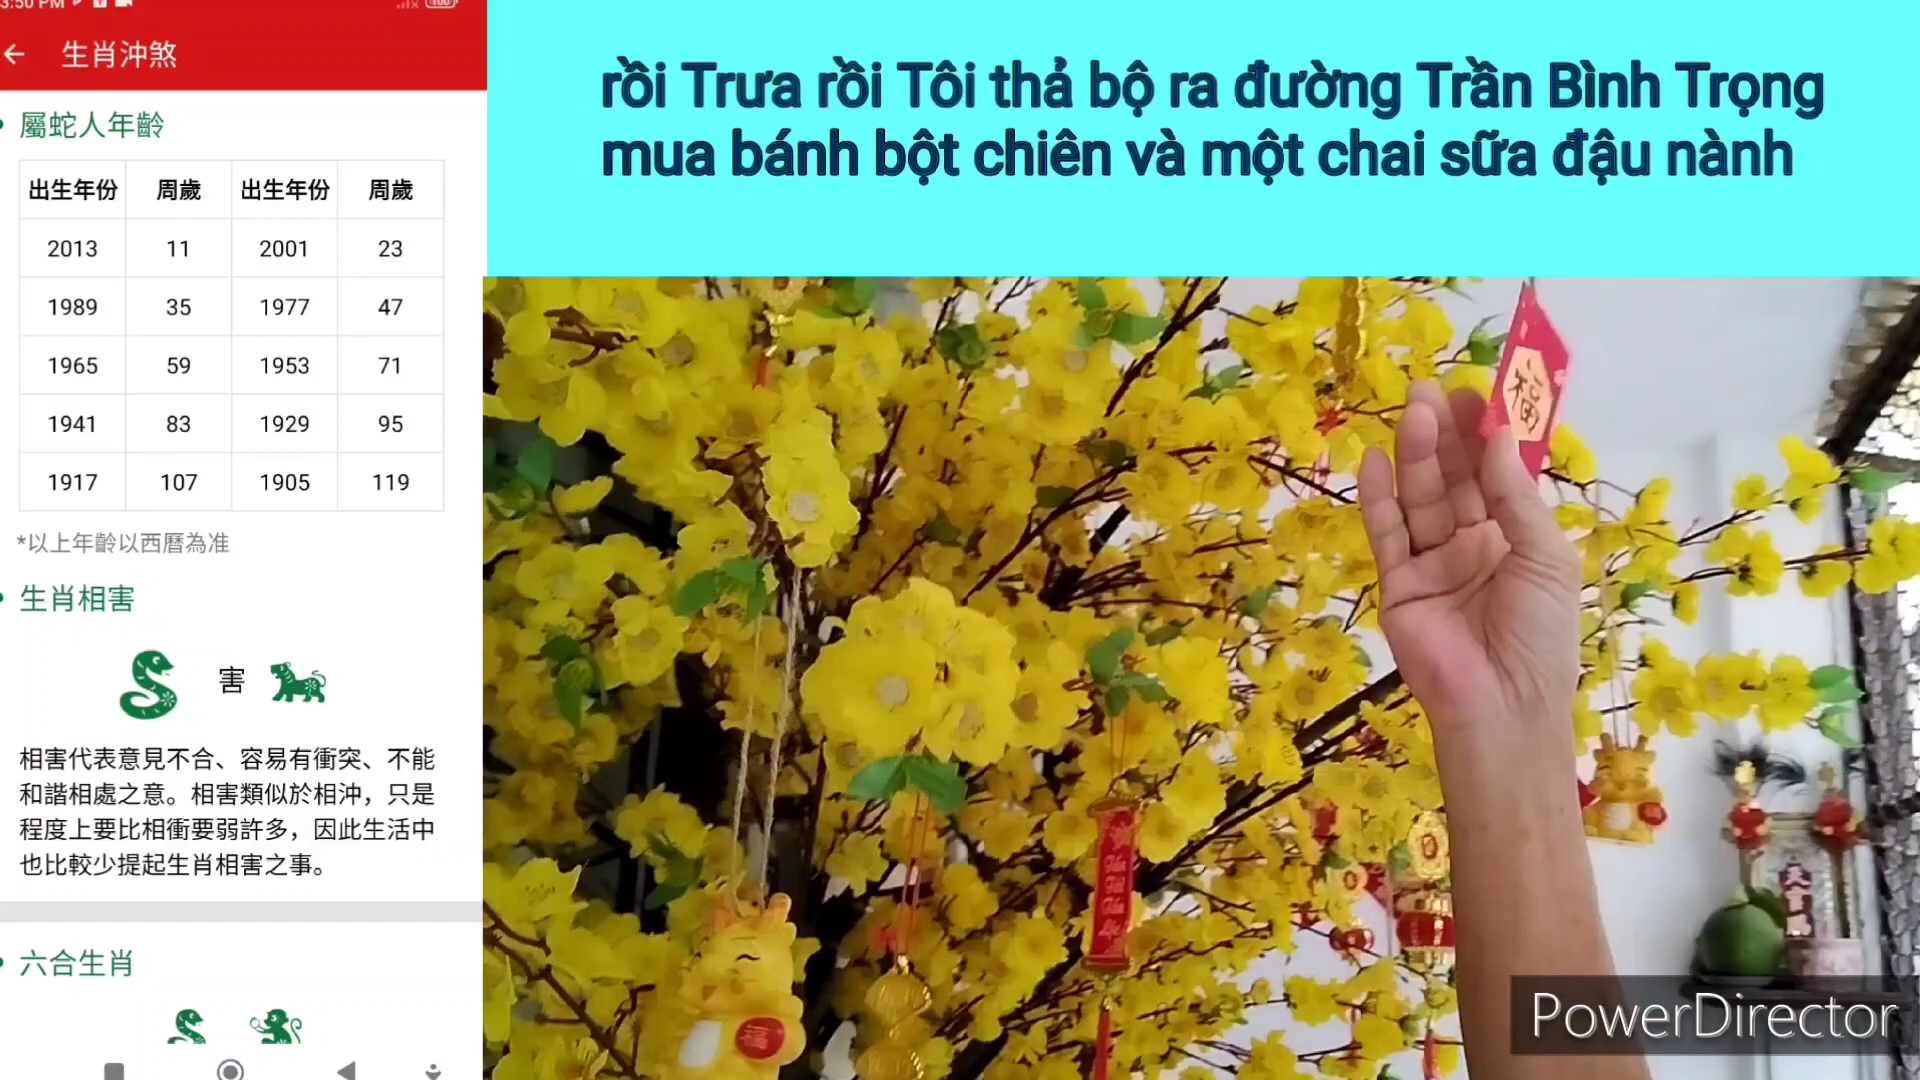 3:50 PM
生肖沖煞
屬蛇人年齡
出生年份 周歲 出生年份 周歲
2013 11 2001 23
1989 35 1977 47
1965 59 1953 71
1941 83 1929 95
1917 107 1905 119
*以上年齡以西曆為准
生肖相害
害
相害代表意見不合、容易有衝突、不能
和諧相處之意。相害類似於相沖，只是
程度上要比相衝要弱許多，因此生活中
也比較少提起生肖相害之事。
六合生肖
rồi Trưa rồi Tôi thả bộ ra đường Trần Bình Trọng
mua bánh bột chiên và một chai sữa đậu nành
福
福
PowerDirector